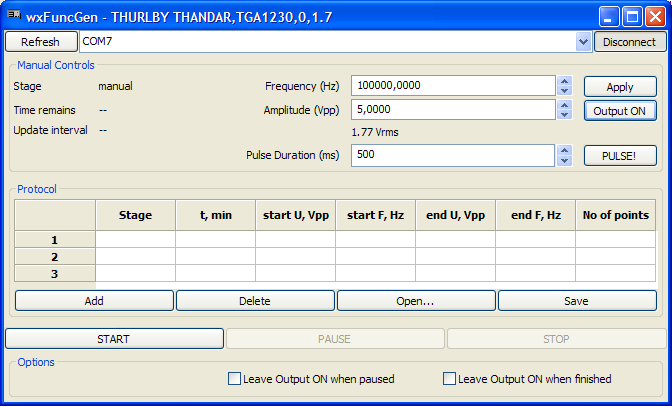 wxFuncGen - THURLBY THANDAR,TGA1230,0,1.7
Refresh COM7 Disconnect
Manual Controls
Stage manual Frequency (Hz) 100000,0000 Apply
Time remains -- Amplitude (Vpp) 5,0000 Output ON
Update interval -- 1.77 Vrms
Pulse Duration (ms) 500 PULSE!
Protocol
Stage t, min start U, Vpp start F, Hz end U, Vpp end F, Hz No of points
1
2
3
Add Delete Open... Save
START PAUSE STOP
Options
Leave Output ON when paused Leave Output ON when finished